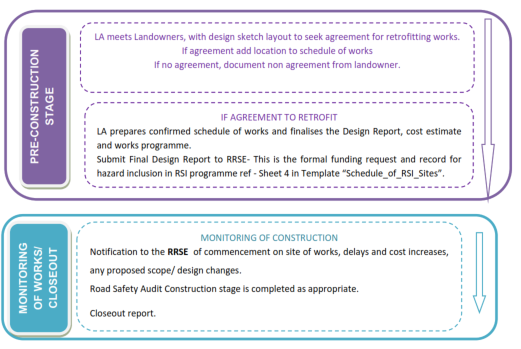 PRE-CONSTRUCTION
STAGE
LA meets Landowners, with design sketch layout to seek agreement for retrofitting works.
If agreement add location to schedule of works
If no agreement, document non agreement from landowner.
IF AGREEMENT TO RETROFIT
LA prepares confirmed schedule of works and finalises the Design Report, cost estimate
and works programme.
Submit Final Design Report to RRSE- This is the formal funding request and record for
hazard inclusion in RSI programme ref - Sheet 4 in Template “Schedule_of_RSI_Sites”.
MONITORING
OF WORKS/
CLOSEOUT
MONITORING OF CONSTRUCTION
Notification to the RRSE of commencement on site of works, delays and cost increases,
any proposed scope/ design changes.
Road Safety Audit Construction stage is completed as appropriate.
Closeout report.